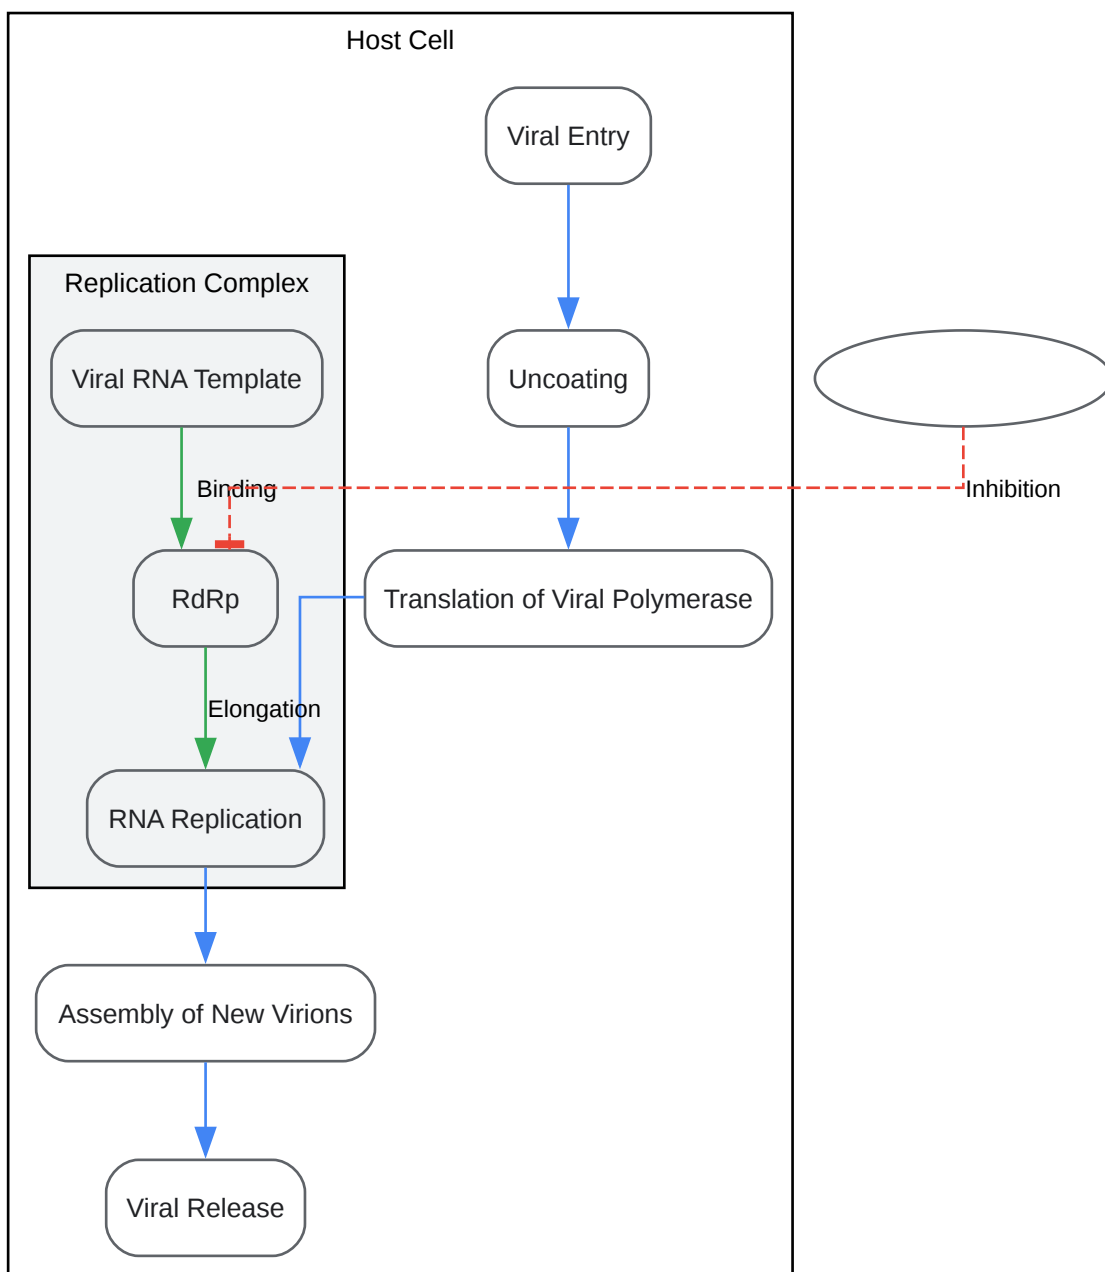 Host Cell
Viral Entry
Replication Complex
Viral RNA Template
Uncoating
Binding
Inhibition
RdRp
Translation of Viral Polymerase
Elongation
RNA Replication
Assembly of New Virions
Viral Release